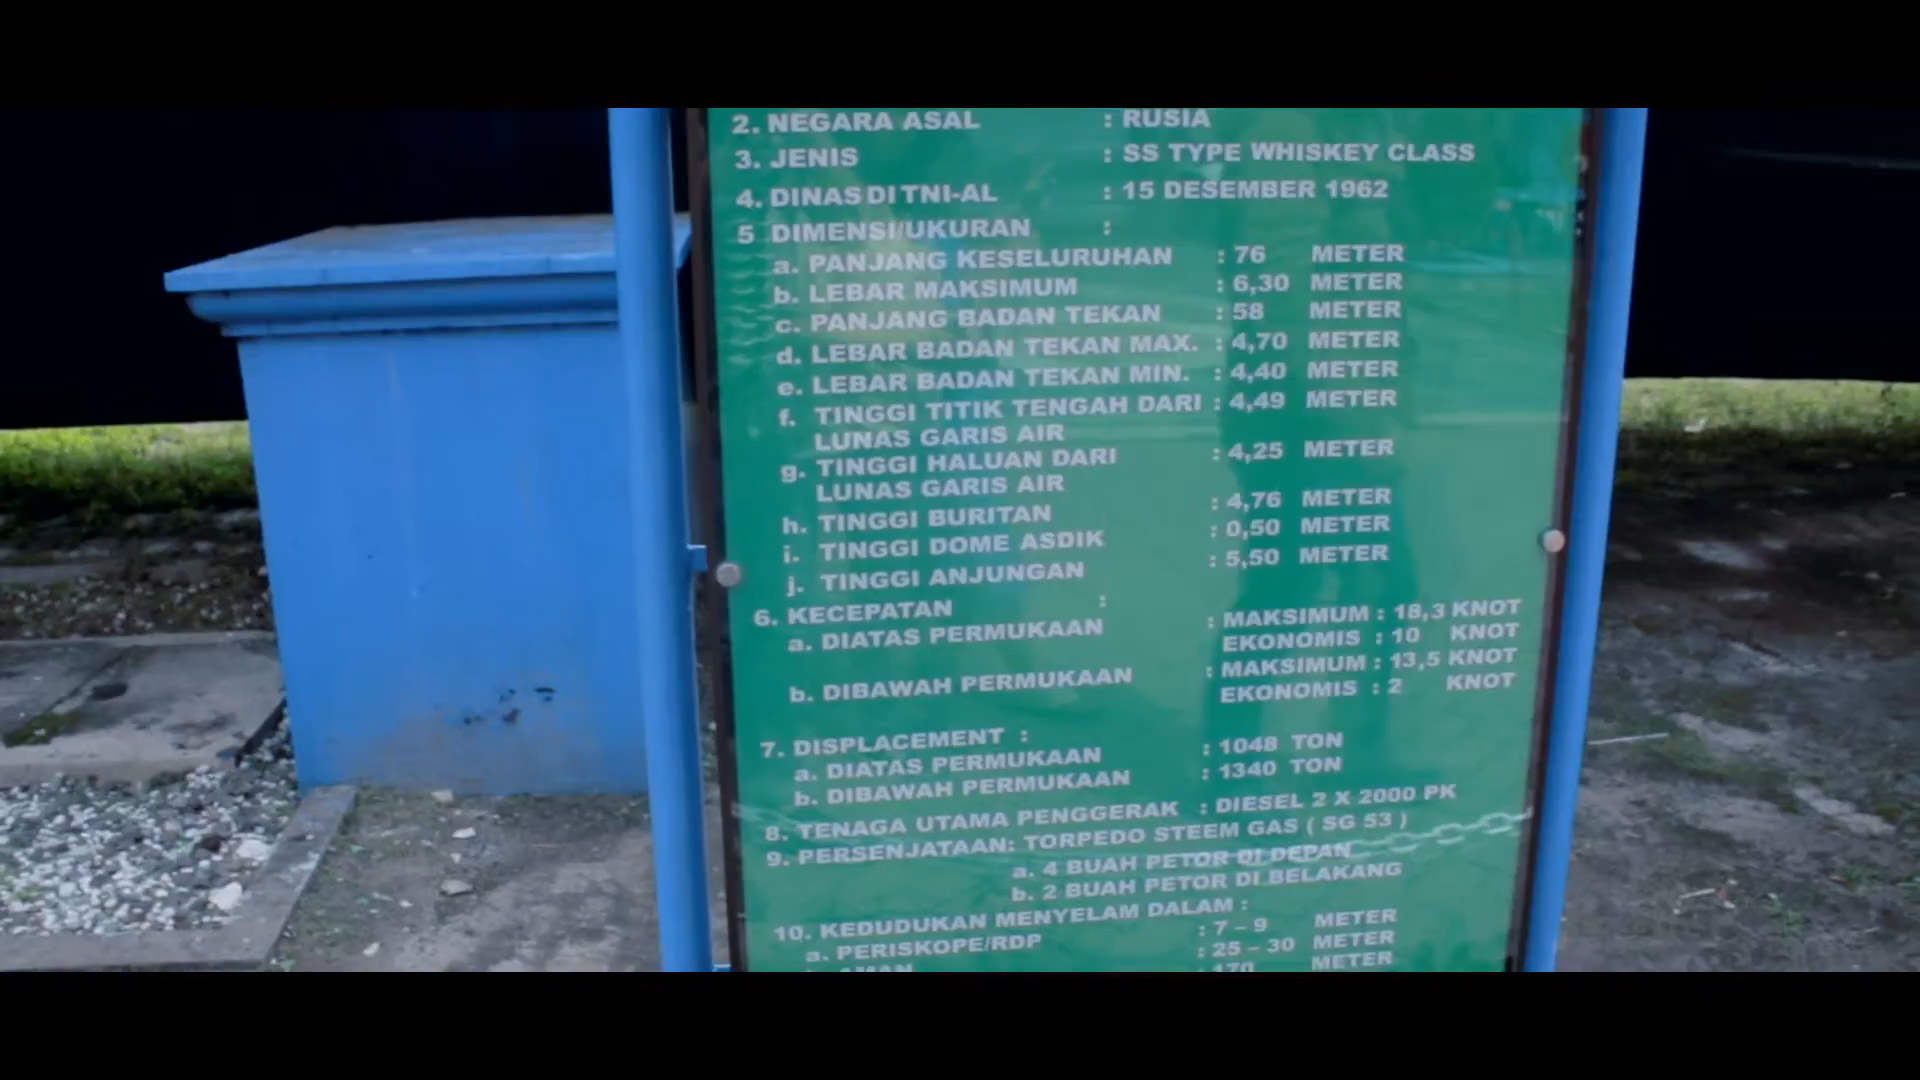 2. NEGARA ASAL : RUSIA
3. JENIS : SS TYPE WHISKEY CLASS
4. DINAS DI TNI-AL : 15 DESEMBER 1962
5 DIMENSI/UKURAN :
a. PANJANG KESELURUHAN : 76 METER
b. LEBAR MAKSIMUM : 6,30 METER
c. PANJANG BADAN TEKAN : 58 METER
d. LEBAR BADAN TEKAN MAX. : 4,70 METER
e. LEBAR BADAN TEKAN MIN. : 4,40 METER
f. TINGGI TITIK TENGAH DARI : 4,49 METER
LUNAS GARIS AIR
g. TINGGI HALUAN DARI : 4,25 METER
LUNAS GARIS AIR
h. TINGGI BURITAN : 4,76 METER
i. TINGGI DOME ASDIK : 0,50 METER
j. TINGGI ANJUNGAN : 5,50 METER
6. KECEPATAN :
a. DIATAS PERMUKAAN : MAKSIMUM : 18,3 KNOT
EKONOMIS : 10 KNOT
b. DIBAWAH PERMUKAAN : MAKSIMUM : 13,5 KNOT
EKONOMIS : 2 KNOT
7. DISPLACEMENT :
a. DIATAS PERMUKAAN : 1048 TON
b. DIBAWAH PERMUKAAN : 1340 TON
8. TENAGA UTAMA PENGGERAK : DIESEL 2 X 2000 PK
9. PERSENJATAAN: TORPEDO STEEM GAS ( SG 53 )
a. 4 BUAH PETOR DI DEPAN
b. 2 BUAH PETOR DI BELAKANG
10. KEDUDUKAN MENYELAM DALAM :
a. PERISKOPE/RDP : 7 – 9 METER
b. AMAN : 25 – 30 METER
: 170 METER